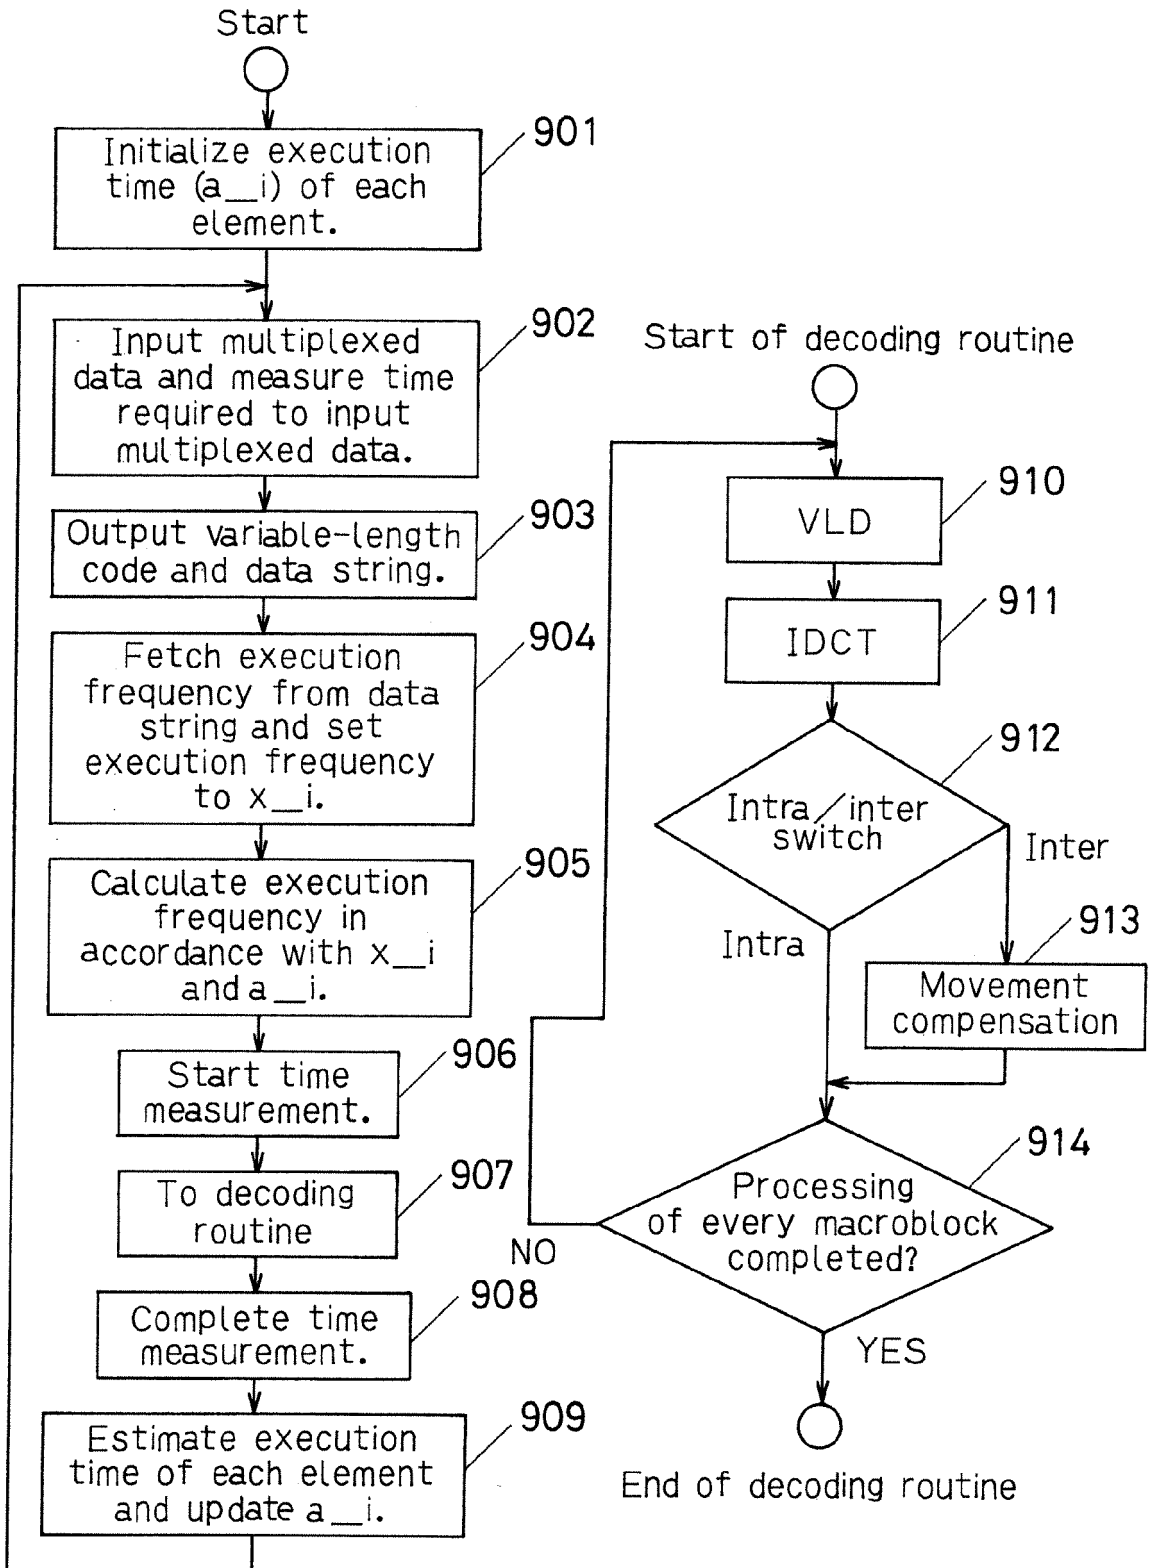 Start
901
Initialize execution
time (a__i) of each
element.
902
Input multiplexed
data and measure time
required to input
multiplexed data.
903
Output variable-length
code and data string.
904
Fetch execution
frequency from data
string and set
execution frequency
to x__i.
905
Calculate execution
frequency in
accordance with x__i
and a__i.
906
Start time
measurement.
907
To decoding
routine
908
Complete time
measurement.
909
Estimate execution
time of each element
and update a__i.
Start of decoding routine
910
VLD
911
IDCT
912
Intra/inter
switch
Inter
Intra
913
Movement
compensation
914
Processing
of every macroblock
completed?
NO
YES
End of decoding routine